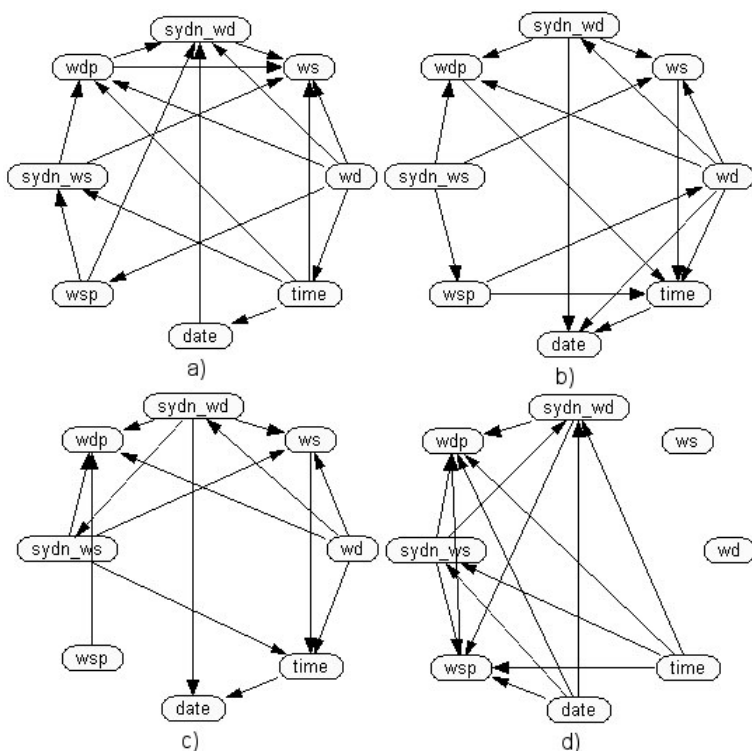 sydn_wd
wdp
ws
sydn_ws
wd
wsp
time
date
a)
sydn_wd
wdp
ws
sydn_ws
wd
wsp
time
date
b)
sydn_wd
wdp
ws
sydn_ws
wd
wsp
time
date
c)
sydn_wd
wdp
ws
sydn_ws
wd
wsp
time
date
d)